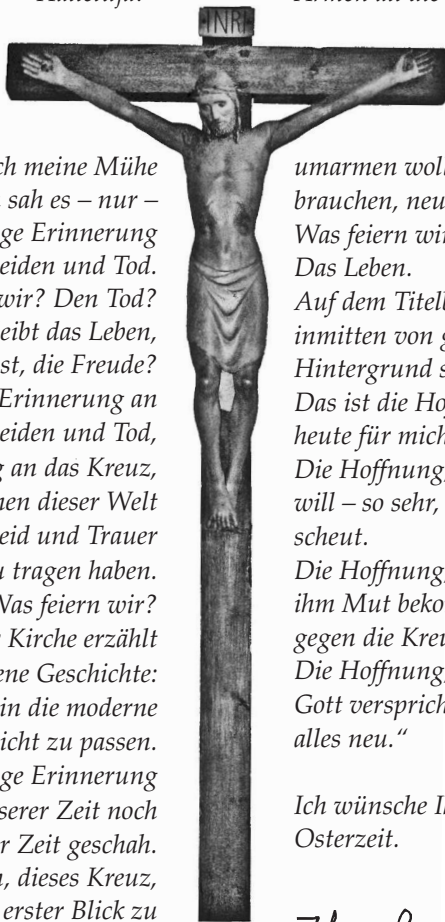 INRI
ch meine Mühe
sah es – nur –
ge Erinnerung
eiden und Tod.
wir? Den Tod?
eibt das Leben,
st, die Freude?
Erinnerung an
eiden und Tod,
g an das Kreuz,
nen dieser Welt
eid und Trauer
u tragen haben.
Was feiern wir?
Kirche erzählt
ene Geschichte:
in die moderne
icht zu passen.
ge Erinnerung
serer Zeit noch
r Zeit geschah.
n, dieses Kreuz,
erster Blick zu
umarmen woll
brauchen, neu
Was feiern wir
Das Leben.
Auf dem Titell
inmitten von g
Hintergrund s
Das ist die Hof
heute für mich
Die Hoffnung,
will – so sehr,
scheut.
Die Hoffnung,
ihm Mut beko
gegen die Kreu
Die Hoffnung,
Gott versprich
alles neu.“
Ich wünsche I
Osterzeit.